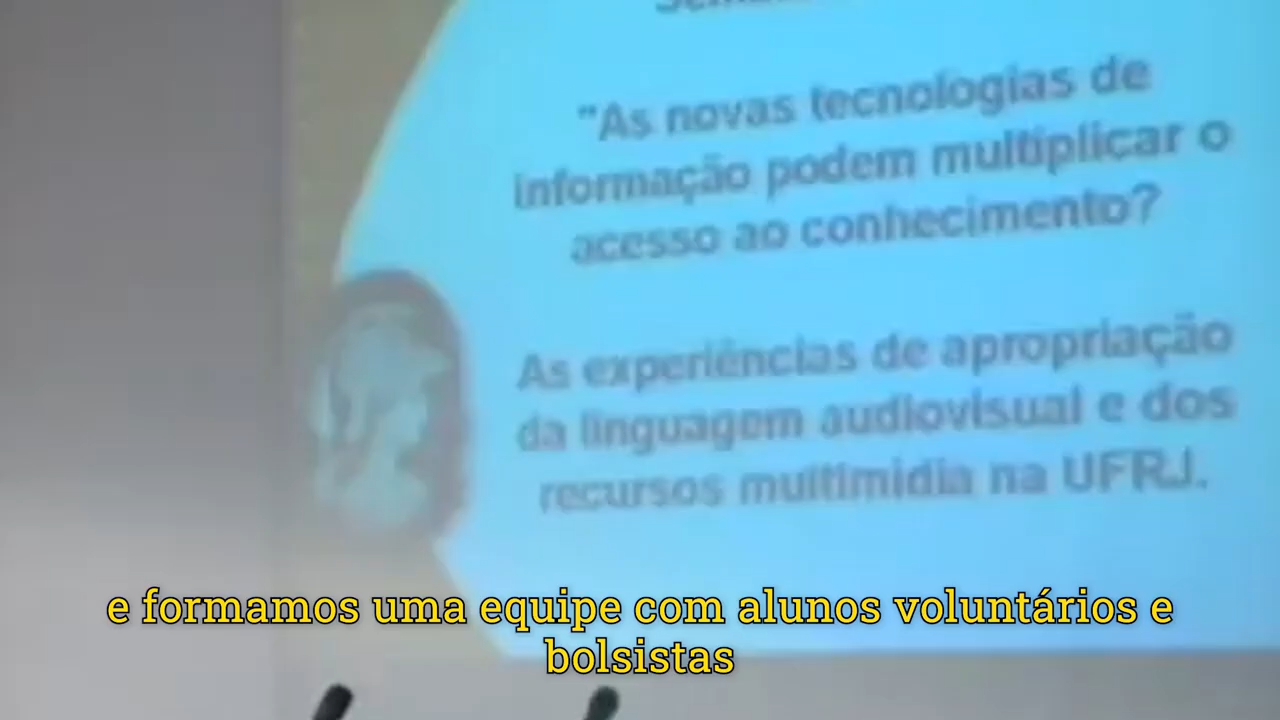 "As novas tecnologias de
informação podem multiplicar o
acesso ao conhecimento?
As experiências de apropriação
da linguagem audiovisual e dos
recursos multimidia na UFRJ.
e formamos uma equipe com alunos voluntários e
bolsistas